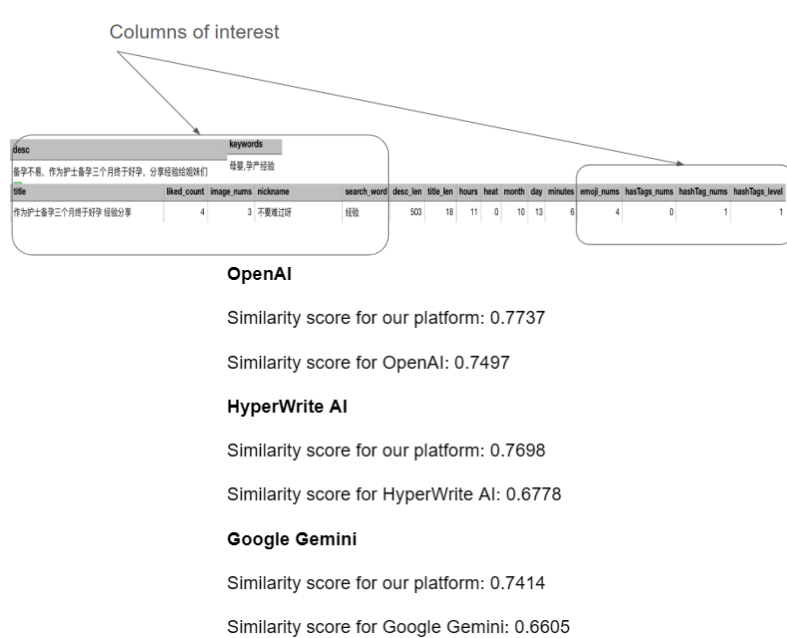 Columns of interest
desc keywords
备孕不易，作为护士备孕三个月终于好孕，分享经验给姐妹们 母婴,孕产经验
title liked_count image_nums nickname search_word desc_len title_len hours heat month day minutes emoji_nums hasTags_nums hashTag_nums hashTags_level
作为护士备孕三个月终于好孕 经验分享 4 3 不要难过呀 经验 503 18 11 0 10 13 6 4 0 1 1
OpenAI
Similarity score for our platform: 0.7737
Similarity score for OpenAI: 0.7497
HyperWrite AI
Similarity score for our platform: 0.7698
Similarity score for HyperWrite AI: 0.6778
Google Gemini
Similarity score for our platform: 0.7414
Similarity score for Google Gemini: 0.6605